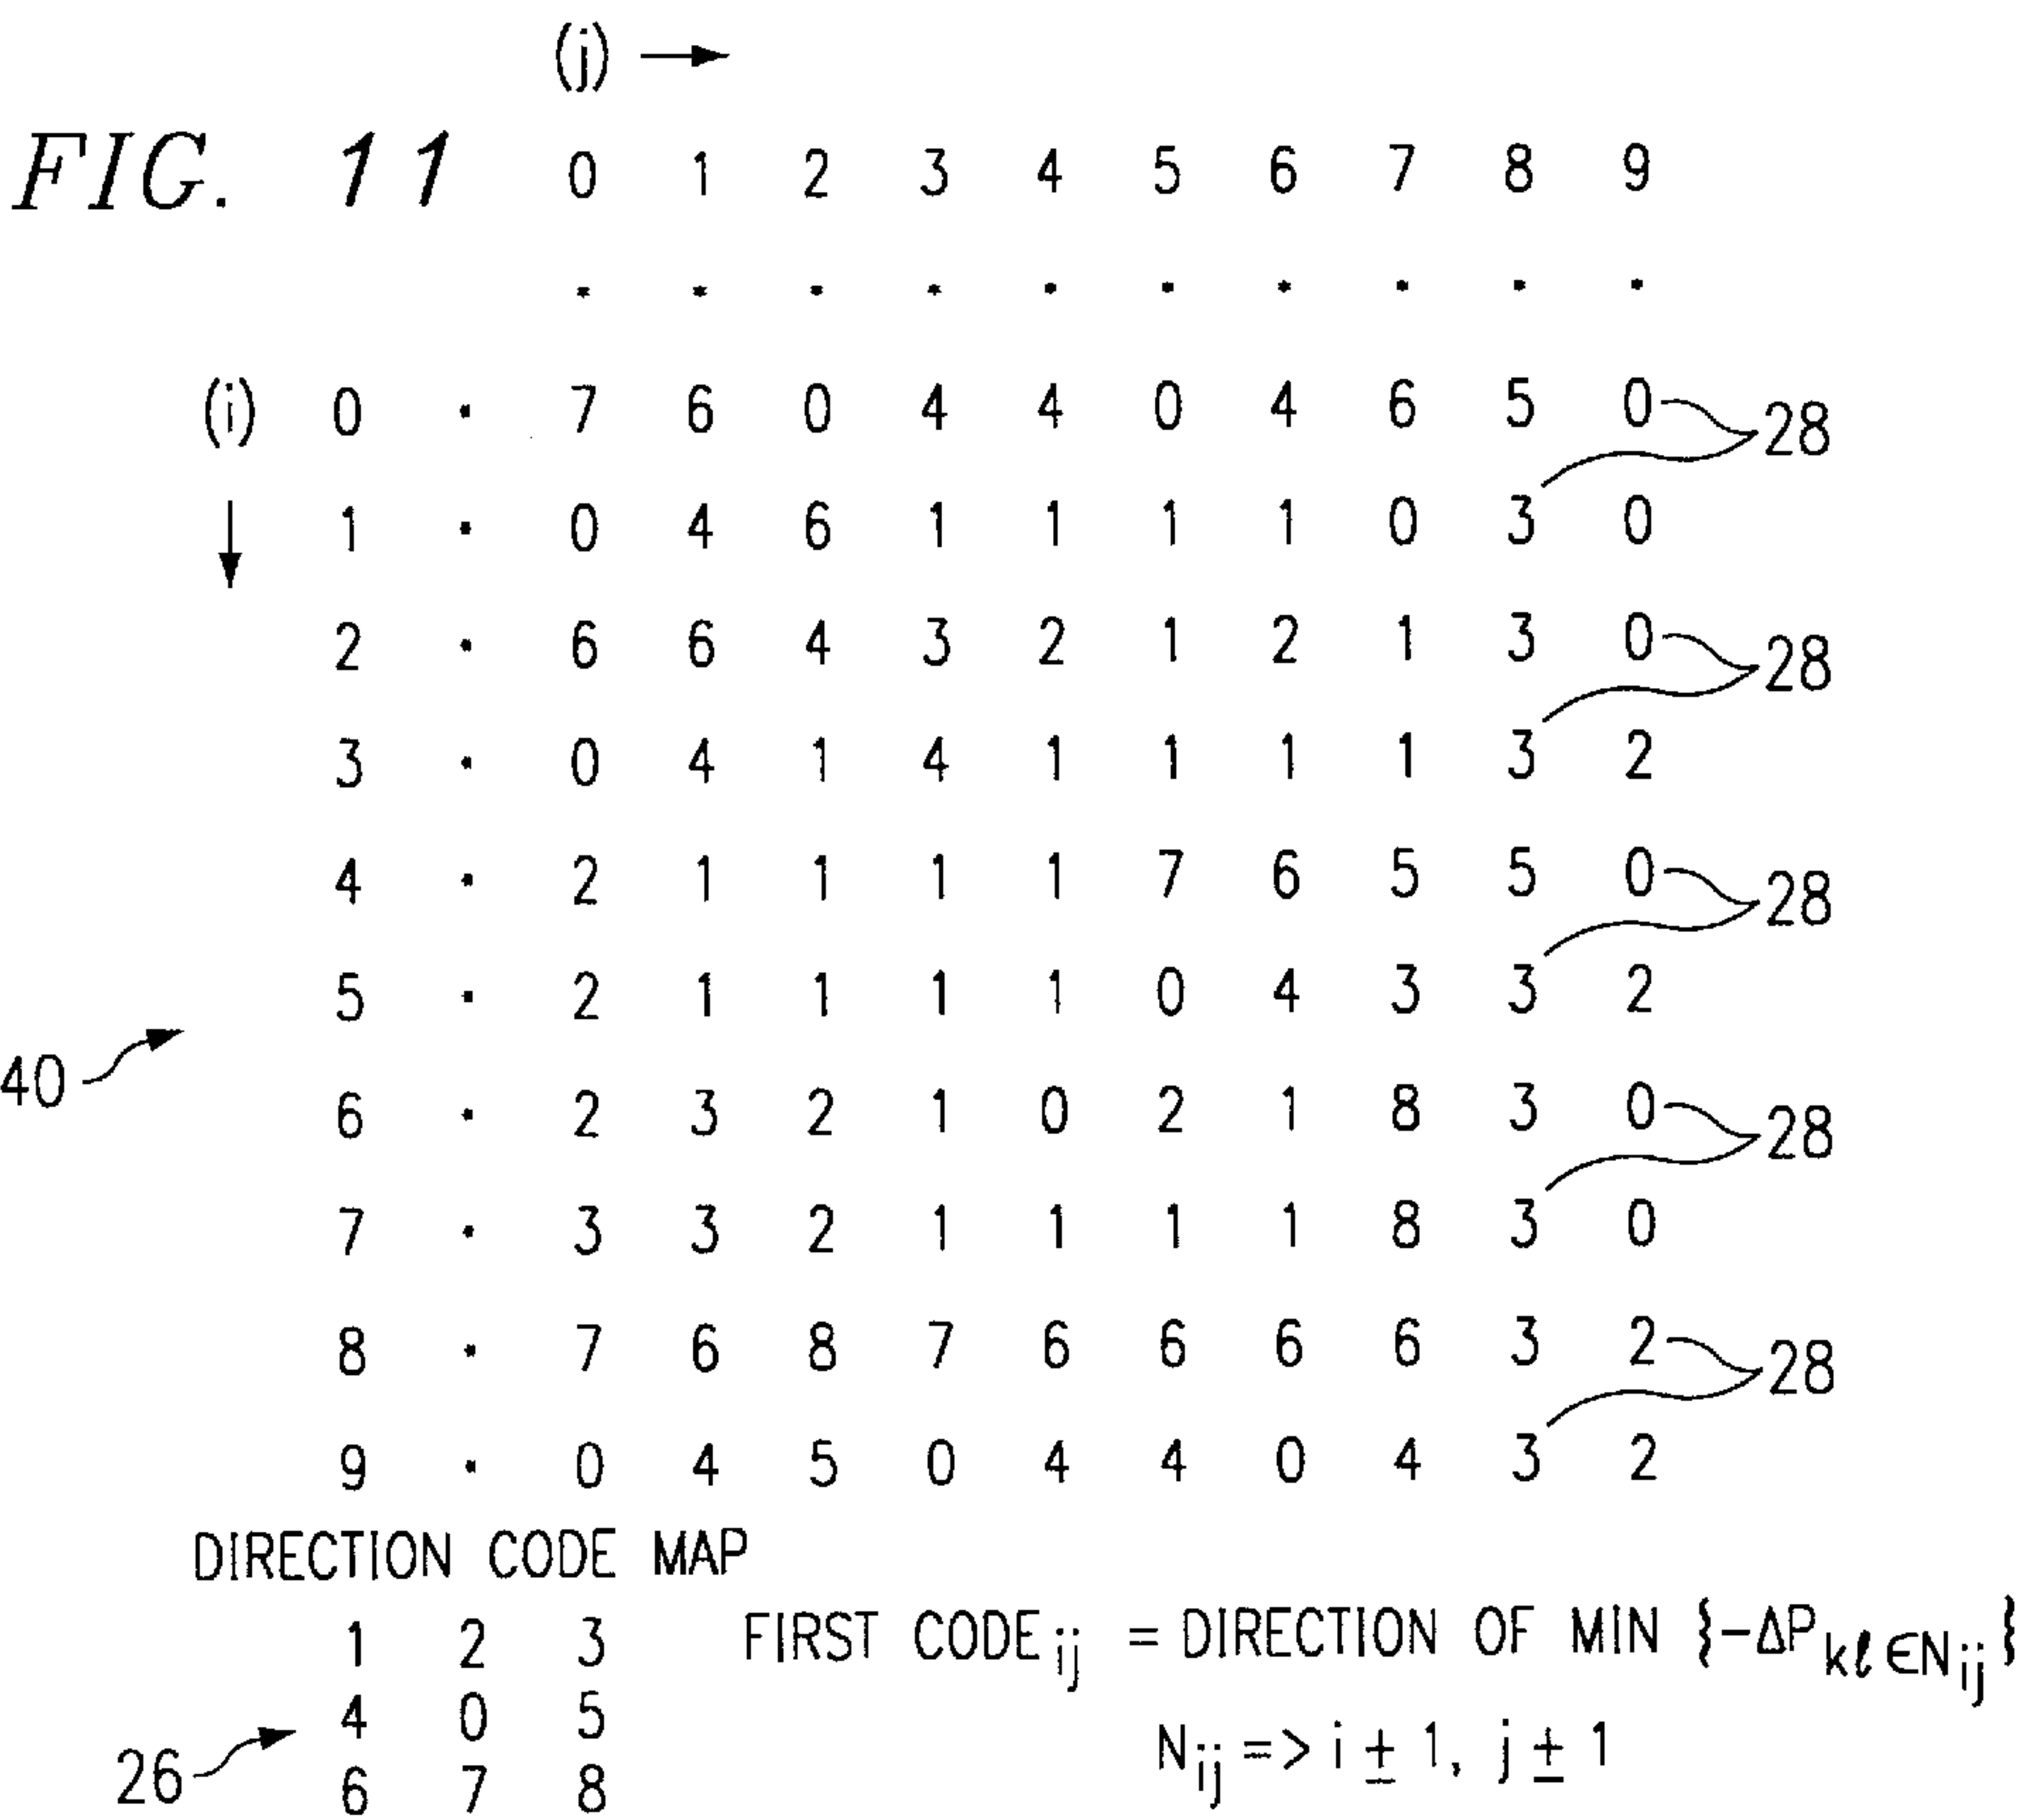 (j)
FIG. 11 0 1 2 3 4 5 6 7 8 9
(i) 0 . 7 6 0 4 4 0 4 6 5 0 28
1 . 0 4 6 1 1 1 1 0 3 0
2 . 6 6 4 3 2 1 2 1 3 0 28
3 . 0 4 1 4 1 1 1 1 3 2
4 . 2 1 1 1 1 7 6 5 5 0 28
5 . 2 1 1 1 1 0 4 3 3 2
40
6 . 2 3 2 1 0 2 1 8 3 0 28
7 . 3 3 2 1 1 1 1 8 3 0
8 . 7 6 8 7 6 6 6 6 3 2 28
9 . 0 4 5 0 4 4 0 4 3 2
DIRECTION CODE MAP
1 2 3
4 0 5
26 6 7 8
FIRST CODE ij = DIRECTION OF MIN {-ΔP kℓ ∈N ij}
N ij => i ± 1, j ± 1